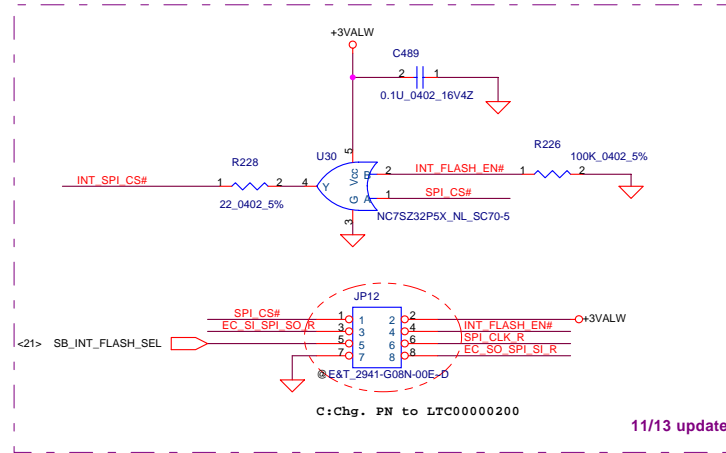 +3VALW
C489
2 1
0.1U_0402_16V4Z
5
U30
R228
R226
INT_SPI_CS#
1 2
4
Y
Vcc
B
2
INT_FLASH_EN#
1 2
100K_0402_5%
22_0402_5%
G
A
1
SPI_CS#
3
NC7SZ32P5X_NL_SC70-5
JP12
SPI_CS#
1
1 2
2
+3VALW
EC_SI_SPI_SO_R
3
3 4
4
INT_FLASH_EN#
<21> SB_INT_FLASH_SEL
5
5 6
6
SPI_CLK_R
7
7 8
8
EC_SO_SPI_SI_R
@E&T_2941-G08N-00E~D
C:Chg. PN to LTC00000200
11/13 update